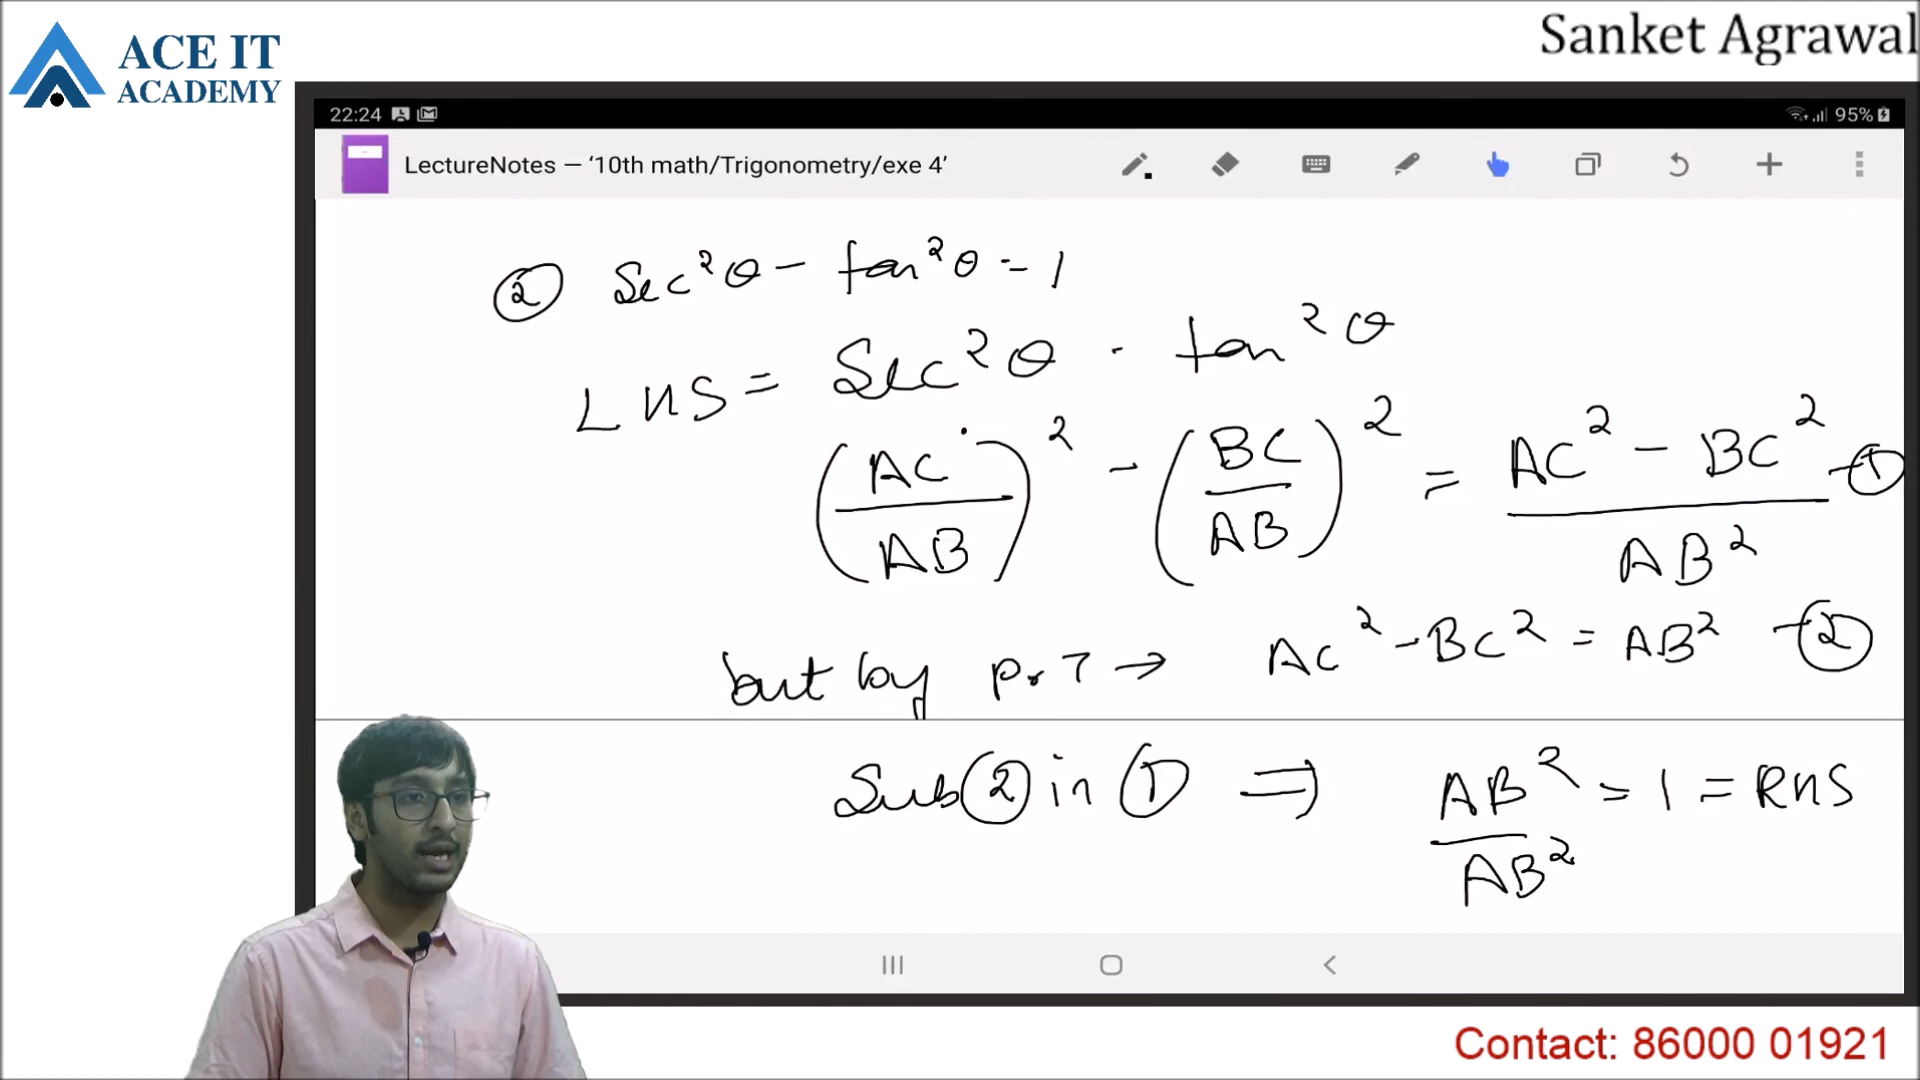 ACE IT
ACADEMY
Sanket Agrawal
22:24
95%
LectureNotes — ‘10th math/Trigonometry/exe 4’
② Sec²θ - tan²θ = 1
LHS = Sec²θ - tan²θ
(AC/AB)² - (BC/AB)² = AC² - BC²/AB² -①
but by P.T → AC² - BC² = AB² -②
Sub ② in ① ⇒ AB²/AB² = 1 = RHS
Contact: 86000 01921